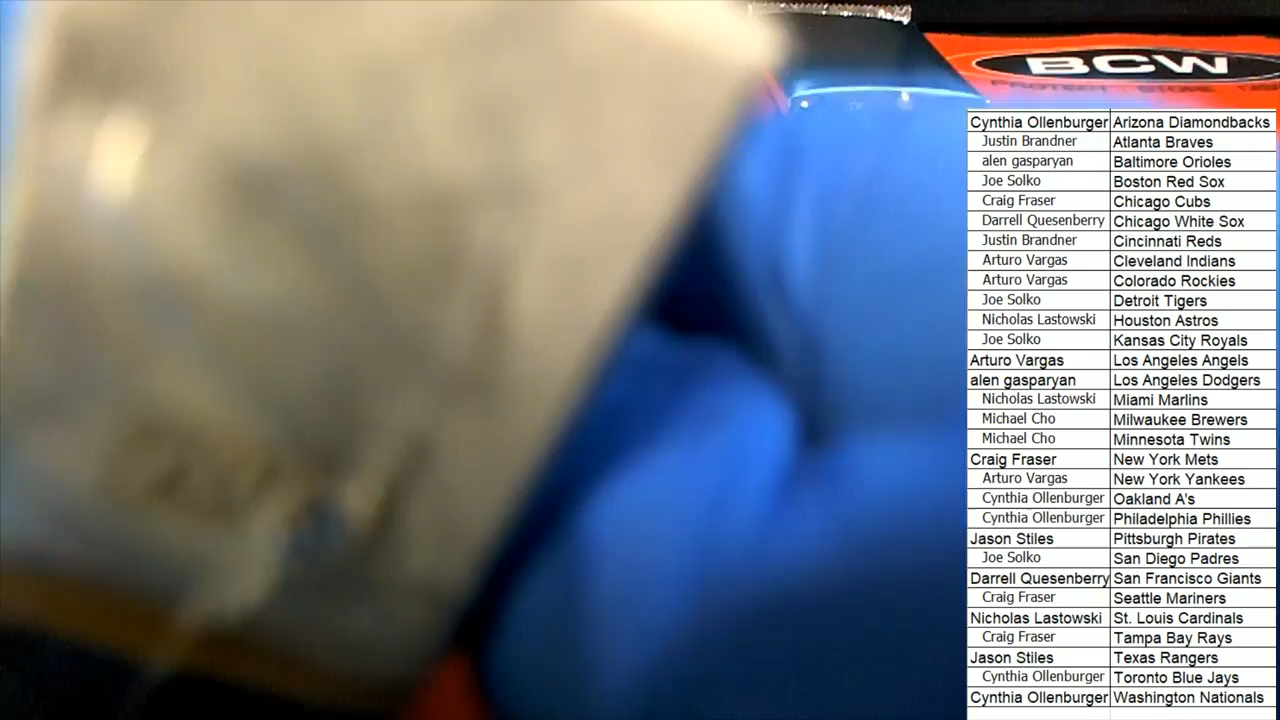 BCW
Cynthia Ollenburger Arizona Diamondbacks
Justin Brandner Atlanta Braves
alen gasparyan Baltimore Orioles
Joe Solko Boston Red Sox
Craig Fraser Chicago Cubs
Darrell Quesenberry Chicago White Sox
Justin Brandner Cincinnati Reds
Arturo Vargas Cleveland Indians
Arturo Vargas Colorado Rockies
Joe Solko Detroit Tigers
Nicholas Lastowski Houston Astros
Joe Solko Kansas City Royals
Arturo Vargas Los Angeles Angels
alen gasparyan Los Angeles Dodgers
Nicholas Lastowski Miami Marlins
Michael Cho Milwaukee Brewers
Michael Cho Minnesota Twins
Craig Fraser New York Mets
Arturo Vargas New York Yankees
Cynthia Ollenburger Oakland A's
Cynthia Ollenburger Philadelphia Phillies
Jason Stiles Pittsburgh Pirates
Joe Solko San Diego Padres
Darrell Quesenberry San Francisco Giants
Craig Fraser Seattle Mariners
Nicholas Lastowski St. Louis Cardinals
Craig Fraser Tampa Bay Rays
Jason Stiles Texas Rangers
Cynthia Ollenburger Toronto Blue Jays
Cynthia Ollenburger Washington Nationals